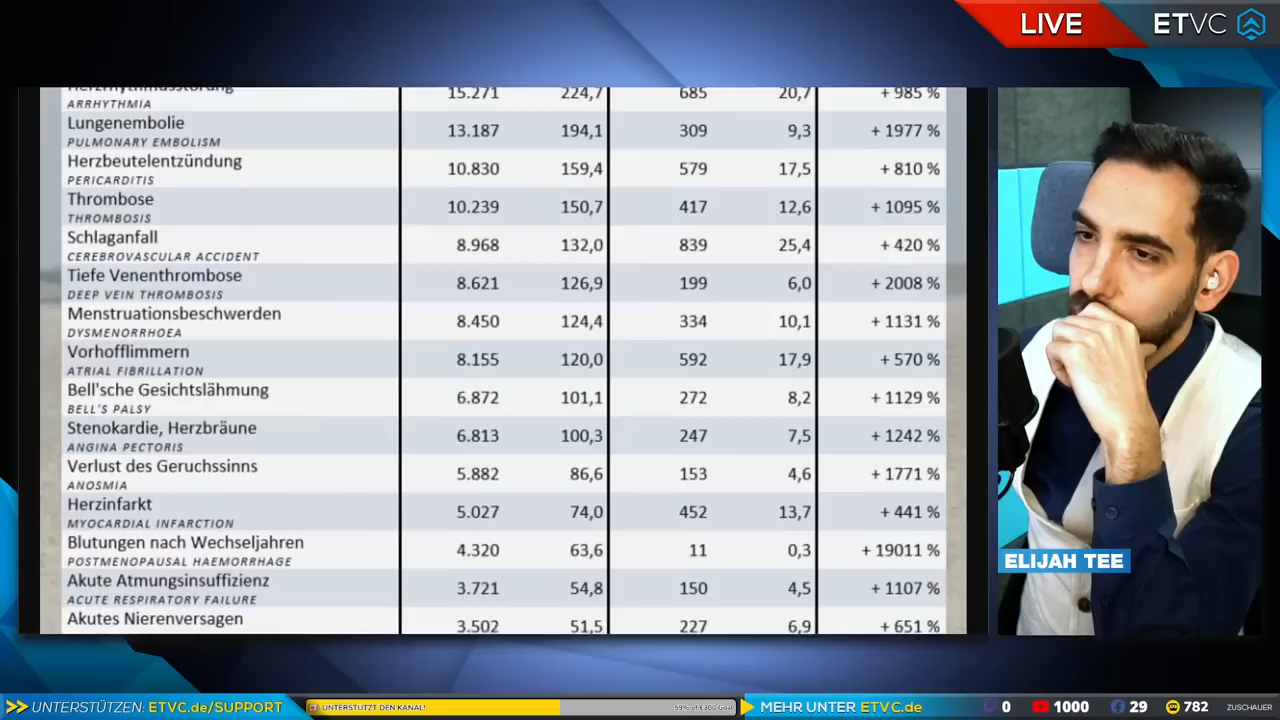 LIVE
ETVC
Herzrhythmusstörung 15.271 224,7 685 20,7 + 985 %
ARRHYTHMIA
Lungenembolie 13.187 194,1 309 9,3 + 1977 %
PULMONARY EMBOLISM
Herzbeutelentzündung 10.830 159,4 579 17,5 + 810 %
PERICARDITIS
Thrombose 10.239 150,7 417 12,6 + 1095 %
THROMBOSIS
Schlaganfall 8.968 132,0 839 25,4 + 420 %
CEREBROVASCULAR ACCIDENT
Tiefe Venenthrombose 8.621 126,9 199 6,0 + 2008 %
DEEP VEIN THROMBOSIS
Menstruationsbeschwerden 8.450 124,4 334 10,1 + 1131 %
DYSMENORRHOEA
Vorhofflimmern 8.155 120,0 592 17,9 + 570 %
ATRIAL FIBRILLATION
Bell'sche Gesichtslähmung 6.872 101,1 272 8,2 + 1129 %
BELL'S PALSY
Stenokardie, Herzbräune 6.813 100,3 247 7,5 + 1242 %
ANGINA PECTORIS
Verlust des Geruchssinns 5.882 86,6 153 4,6 + 1771 %
ANOSMIA
Herzinfarkt 5.027 74,0 452 13,7 + 441 %
MYOCARDIAL INFARCTION
Blutungen nach Wechseljahren 4.320 63,6 11 0,3 + 19011 %
POSTMENOPAUSAL HAEMORRHAGE
Akute Atmungsinsuffizienz 3.721 54,8 150 4,5 + 1107 %
ACUTE RESPIRATORY FAILURE
Akutes Nierenversagen 3.502 51,5 227 6,9 + 651 %
ELIJAH TEE
UNTERSTÜTZEN: ETVC.de/SUPPORT
UNTERSTÜTZT DEN KANAL! 59% of €300 Goal
MEHR UNTER ETVC.de
0 1000 29 782 ZUSCHAUER